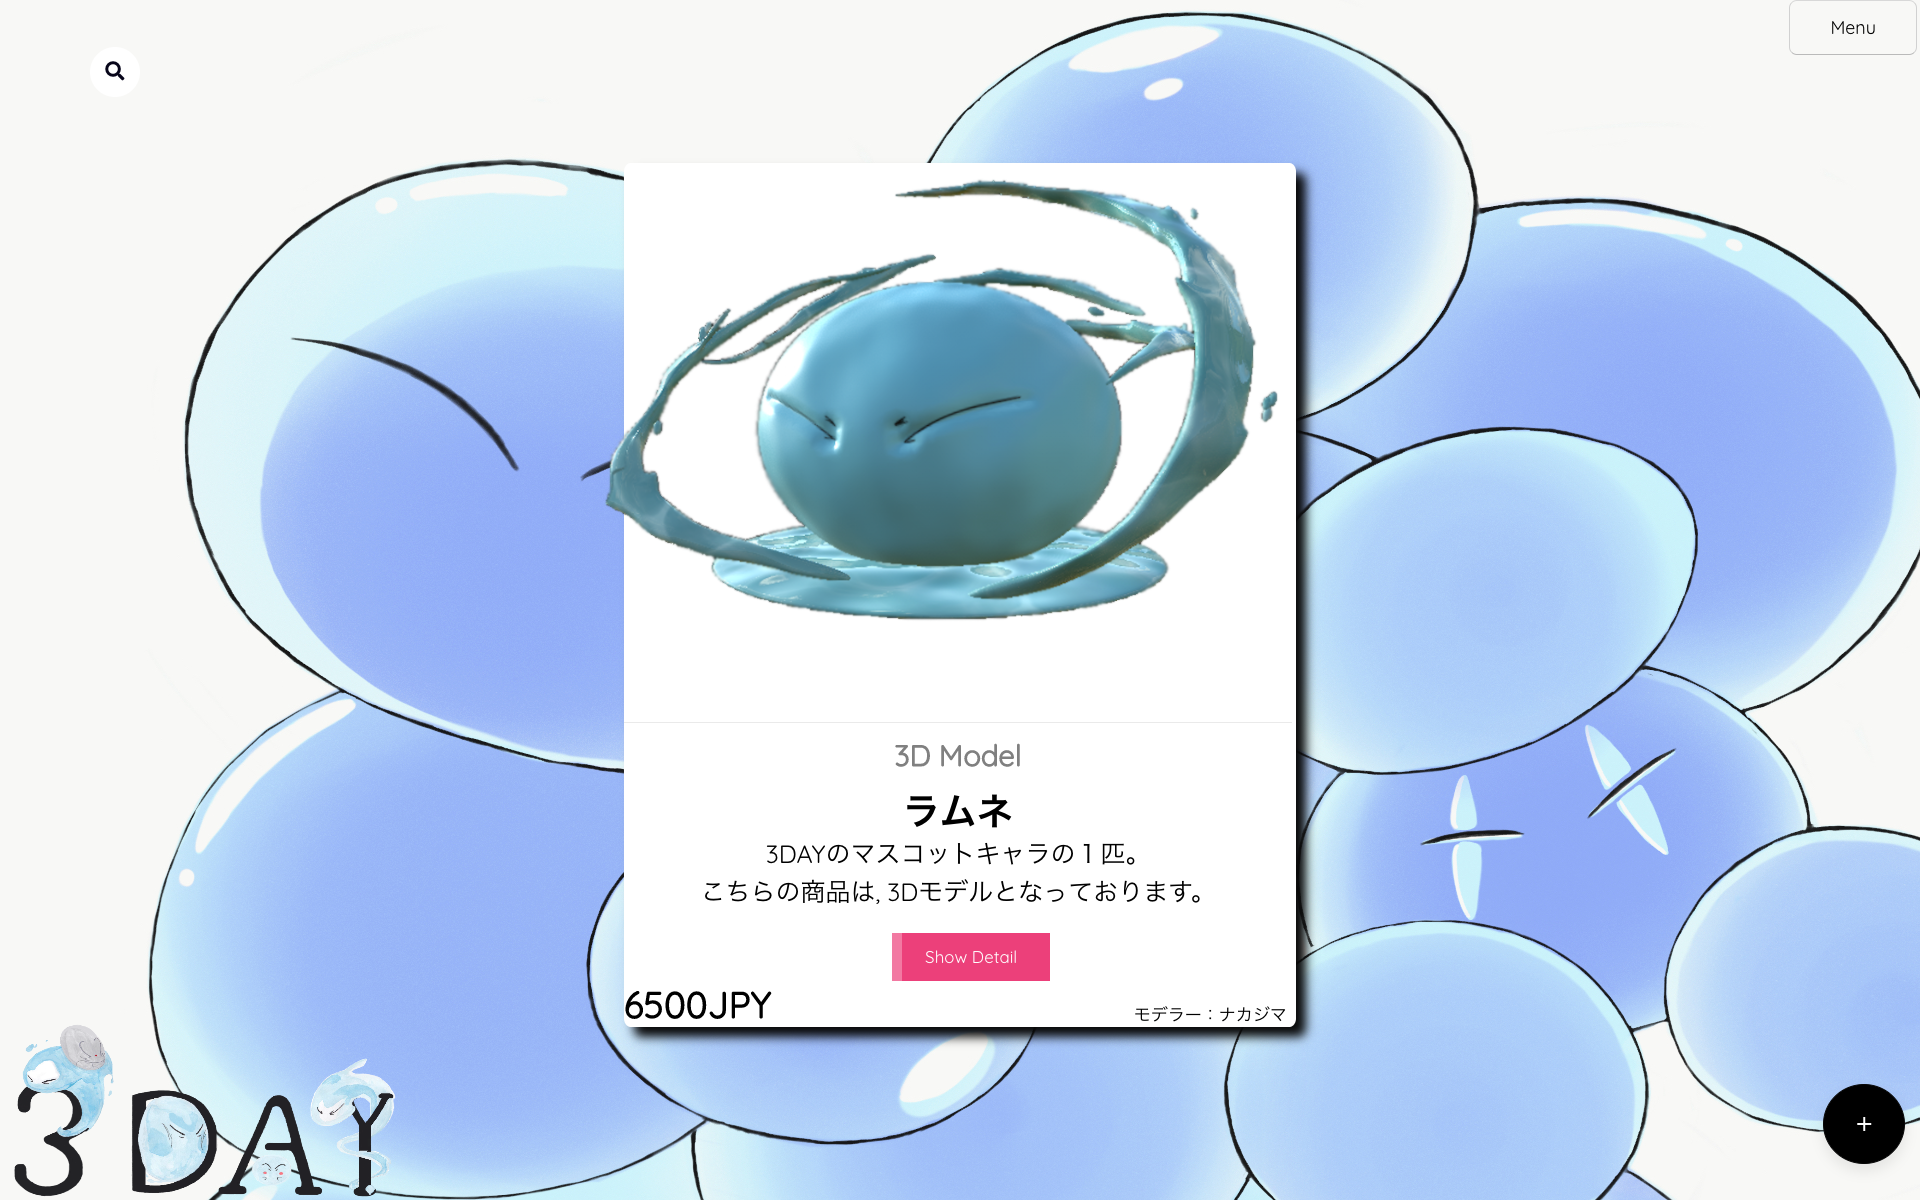 Menu
3D Model
ラムネ
3DAYのマスコットキャラの１匹。
こちらの商品は, 3Dモデルとなっております。
Show Detail
6500JPY
モデラー：ナカジマ
3DAY
+